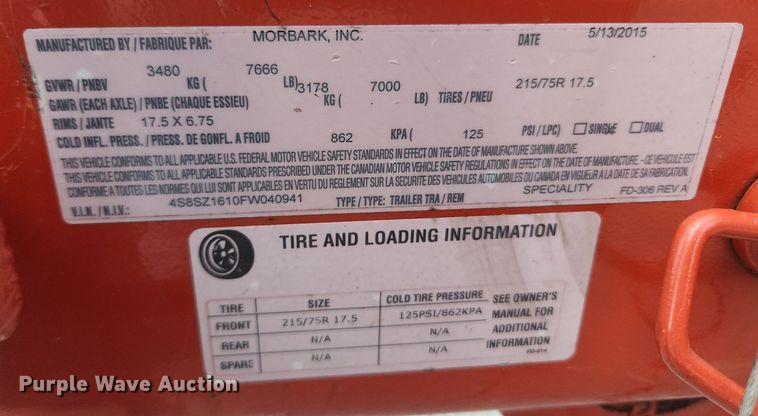 MANUFACTURED BY / FABRIQUE PAR: MORBARK, INC. DATE 5/13/2015
GVWR / PNBV 3480 KG ( 7666 LB)
GAWR (EACH AXLE) / PNBE (CHAQUE ESSIEU) 3178 KG ( 7000 LB) TIRES / PNEU 215/75R 17.5
RIMS / JANTE 17.5 X 6.75
COLD INFL. PRESS. / PRESS. DE GONFL. A FROID 862 KPA ( 125 PSI / LPC) SINGLE DUAL
THIS VEHICLE CONFORMS TO ALL APPLICABLE U.S. FEDERAL MOTOR VEHICLE SAFETY STANDARDS IN EFFECT ON THE DATE OF MANUFACTURE SHOWN ABOVE.
THIS VEHICLE CONFORMS TO ALL APPLICABLE STANDARDS PRESCRIBED UNDER THE CANADIAN MOTOR VEHICLE SAFETY REGULATIONS IN EFFECT ON THE DATE OF MANUFACTURE - CE VEHICULE EST
CONFORME A TOUTES LES NORMES QUI LUI SONT APPLICABLES EN VERTU DU REGLEMENT SUR LA SECURITE DES VEHICULES AUTOMOBILES DU CANADA EN VIGUEUR A LA DATE DE SA FABRICATION.
V.I.N. / N.I.V.: 4S8SZ1610FW040941 TYPE / TYPE: TRAILER TRA / REM SPECIALITY FD-306 REV A
TIRE AND LOADING INFORMATION
TIRE SIZE COLD TIRE PRESSURE
FRONT 215/75R 17.5 125PSI/862KPA
REAR N/A N/A
SPARE N/A N/A
SEE OWNER'S
MANUAL FOR
ADDITIONAL
INFORMATION
Purple Wave Auction